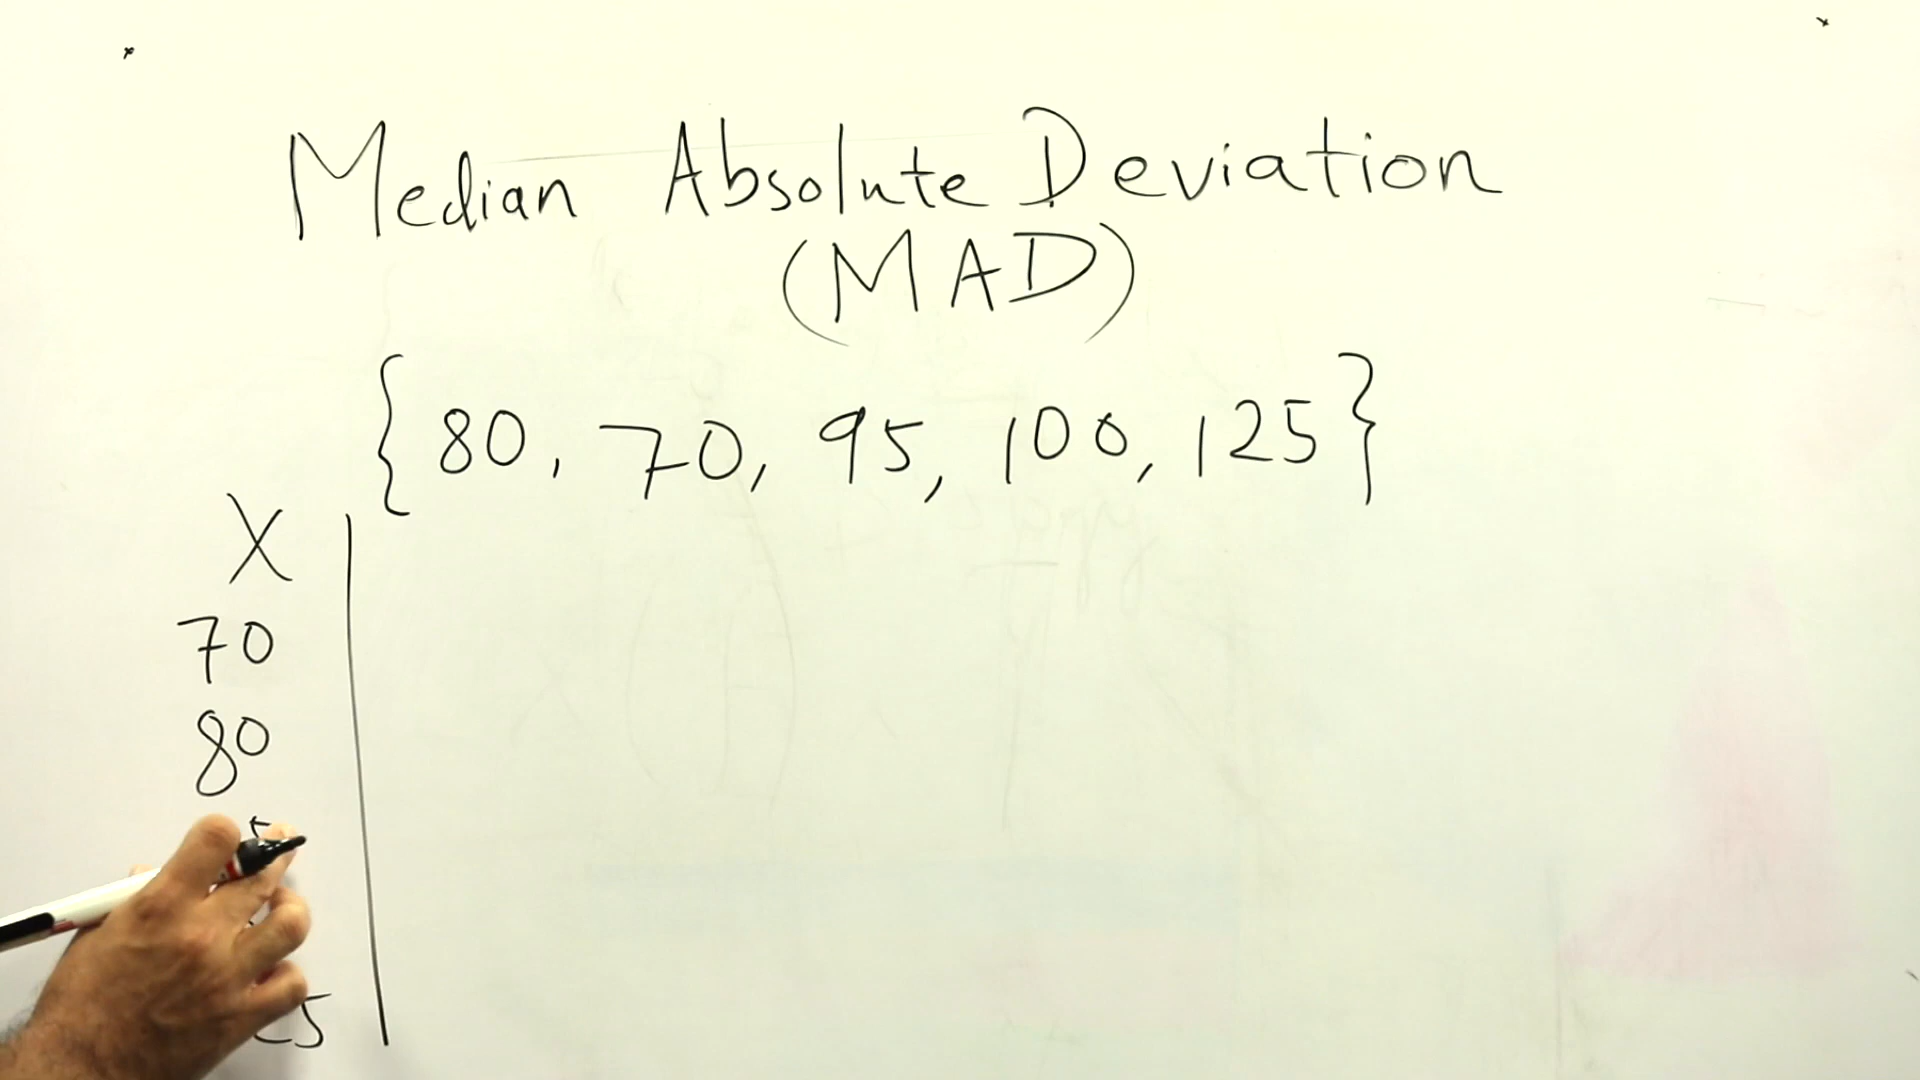 Median Absolute Deviation
(MAD)
{80, 70, 95, 100, 125}
X
70
80